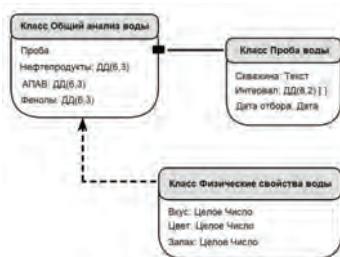 Класс Общий анализ воды
Проба
Нефтепродукты: ДД(6,3)
АПАВ: ДД(6,3)
Фенолы: ДД(6,3)
Класс Проба воды
Скважина: Текст
Интервал: ДД(8,2) [ ]
Дата отбора: Дата
Класс Физические свойства воды
Вкус: Целое Число
Цвет: Целое Число
Запах: Целое Число